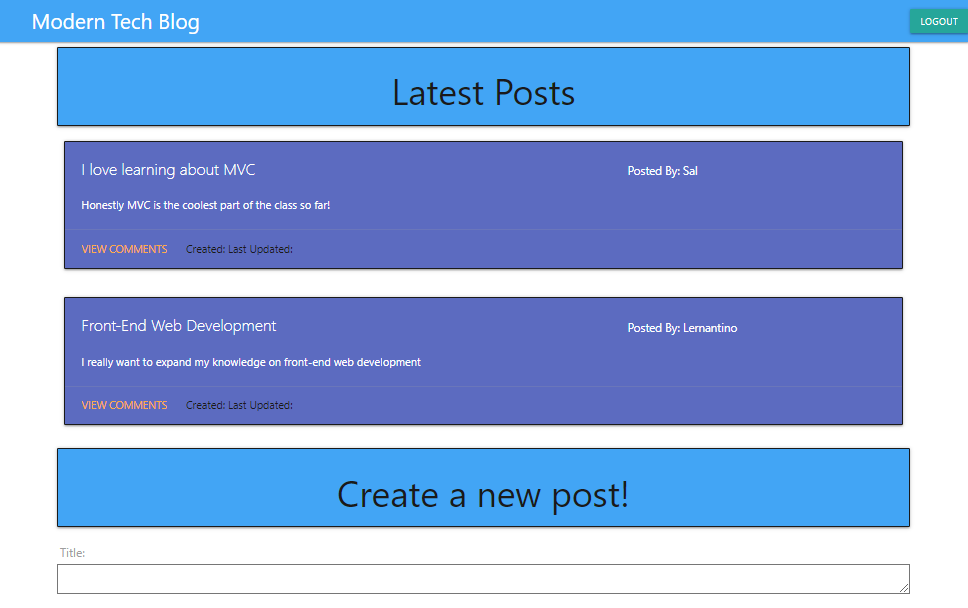 Modern Tech Blog
LOGOUT
Latest Posts
I love learning about MVC
Posted By: Sal
Honestly MVC is the coolest part of the class so far!
VIEW COMMENTS Created: Last Updated:
Front-End Web Development
Posted By: Lemantino
I really want to expand my knowledge on front-end web development
VIEW COMMENTS Created: Last Updated:
Create a new post!
Title: